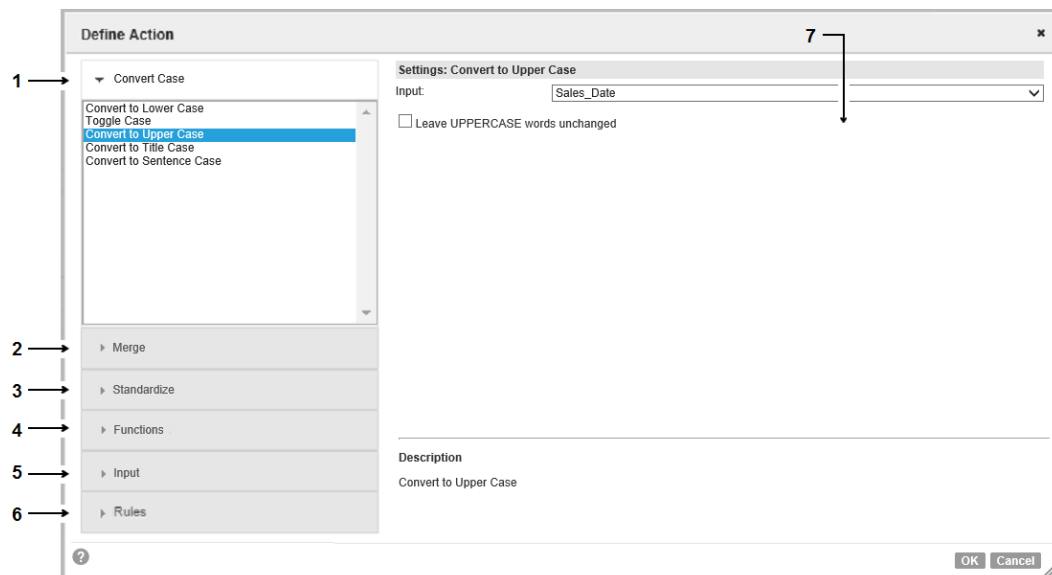 Define Action
7
1
Convert Case
Settings: Convert to Upper Case
Input:
Sales_Date
Convert to Lower Case
Toggle Case
Convert to Upper Case
Convert to Title Case
Convert to Sentence Case
Leave UPPERCASE words unchanged
2
Merge
3
Standardize
4
Functions
5
Input
6
Rules
Description
Convert to Upper Case
?
OK
Cancel